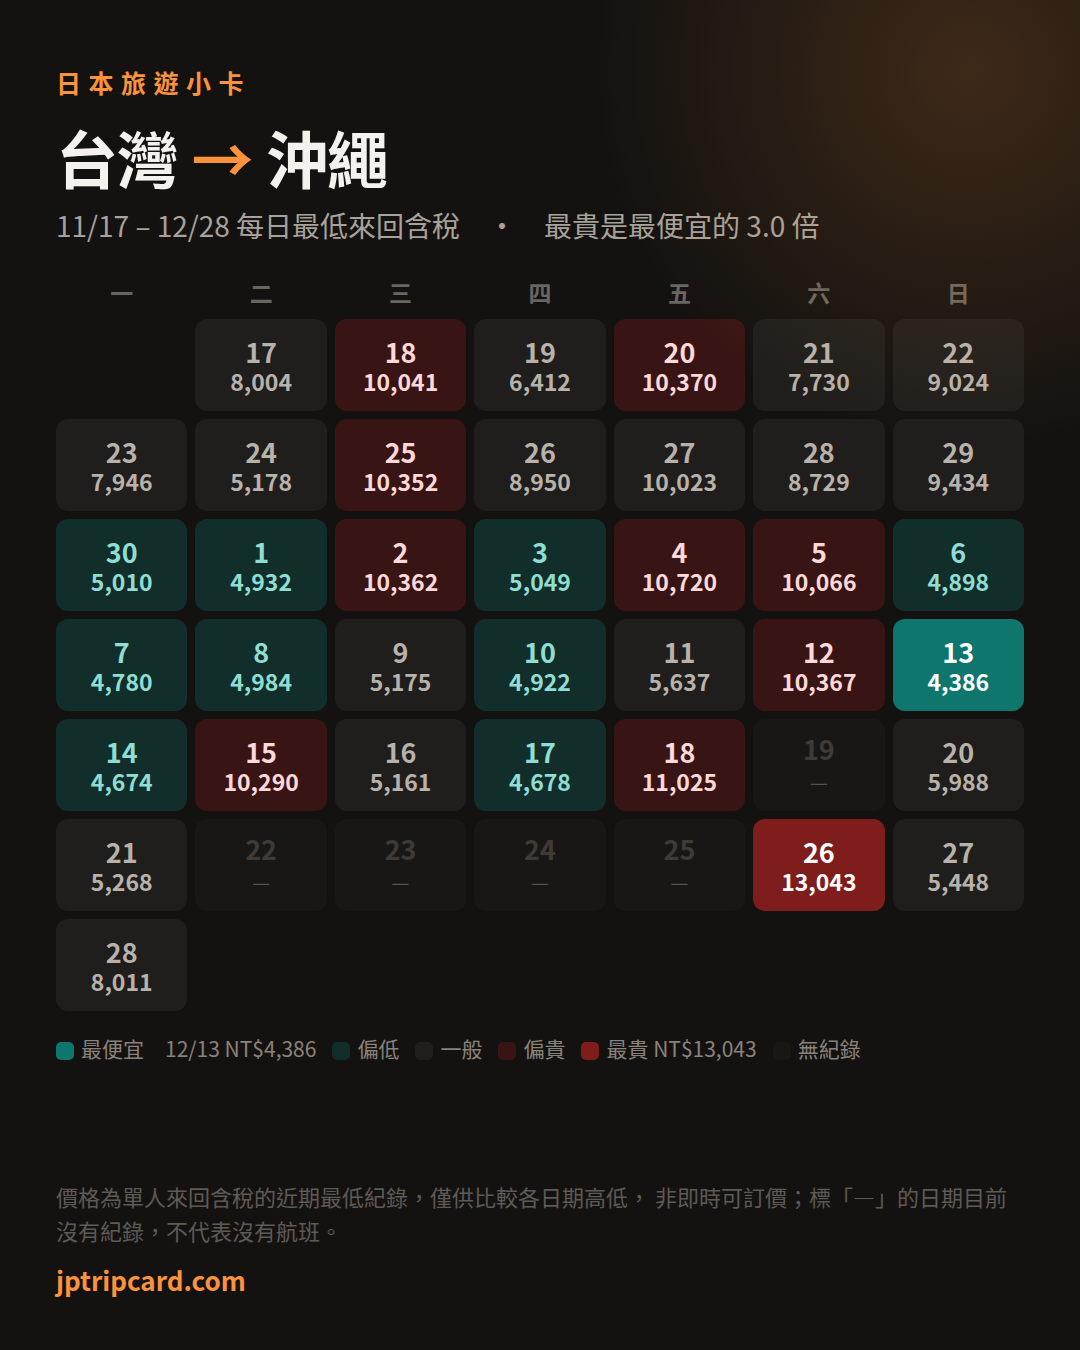 日本旅遊小卡
台灣 → 沖繩
11/17 – 12/28 每日最低來回含稅 · 最貴是最便宜的 3.0 倍
一 二 三 四 五 六 日
17 18 19 20 21 22
8,004 10,041 6,412 10,370 7,730 9,024
23 24 25 26 27 28 29
7,946 5,178 10,352 8,950 10,023 8,729 9,434
30 1 2 3 4 5 6
5,010 4,932 10,362 5,049 10,720 10,066 4,898
7 8 9 10 11 12 13
4,780 4,984 5,175 4,922 5,637 10,367 4,386
14 15 16 17 18 19 20
4,674 10,290 5,161 4,678 11,025 — 5,988
21 22 23 24 25 26 27
5,268 — — — — 13,043 5,448
28
8,011
最便宜 12/13 NT$4,386 偏低 一般 偏貴 最貴 NT$13,043 無紀錄
價格為單人來回含稅的近期最低紀錄，僅供比較各日期高低， 非即時可訂價；標「—」的日期目前
沒有紀錄，不代表沒有航班。
jptripcard.com